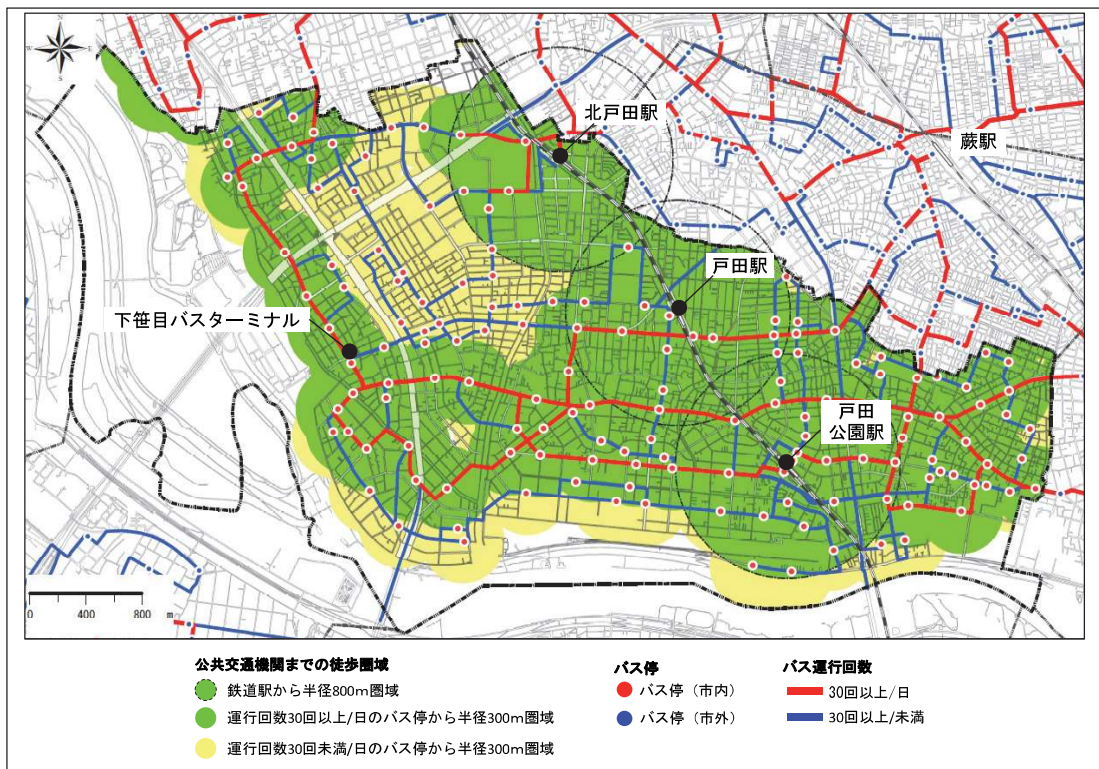 N
W
E
S
北戸田駅
蕨駅
戸田駅
下笹目バスターミナル
戸田
公園駅
0 400 800 m
公共交通機関までの徒歩圏域
鉄道駅から半径800m圏域
運行回数30回以上/日のバス停から半径300m圏域
運行回数30回未満/日のバス停から半径300m圏域
バス停
バス停（市内）
バス停（市外）
バス運行回数
30回以上/日
30回以上/未満